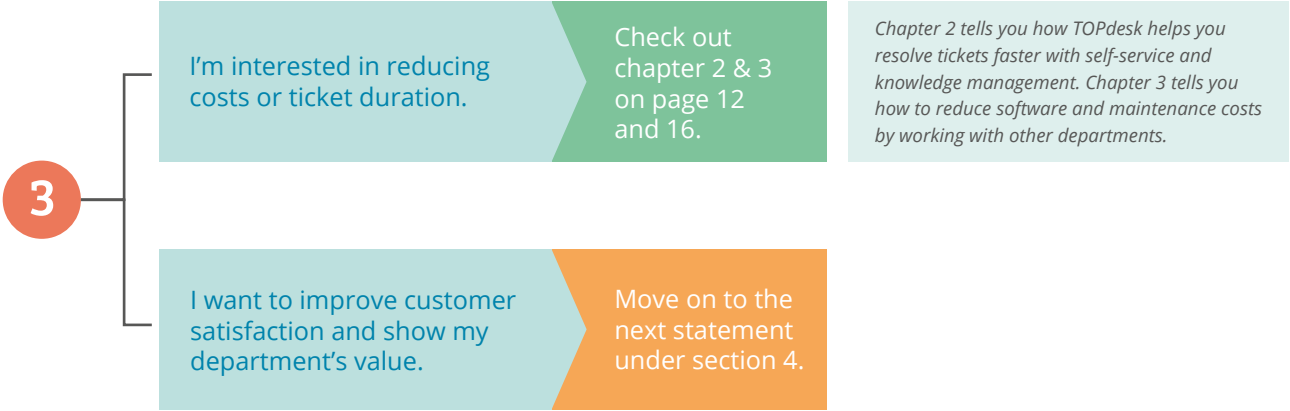 3
I'm interested in reducing
costs or ticket duration.
Check out
chapter 2 & 3
on page 12
and 16.
Chapter 2 tells you how TOPdesk helps you
resolve tickets faster with self-service and
knowledge management. Chapter 3 tells you
how to reduce software and maintenance costs
by working with other departments.
I want to improve customer
satisfaction and show my
department's value.
Move on to the
next statement
under section 4.